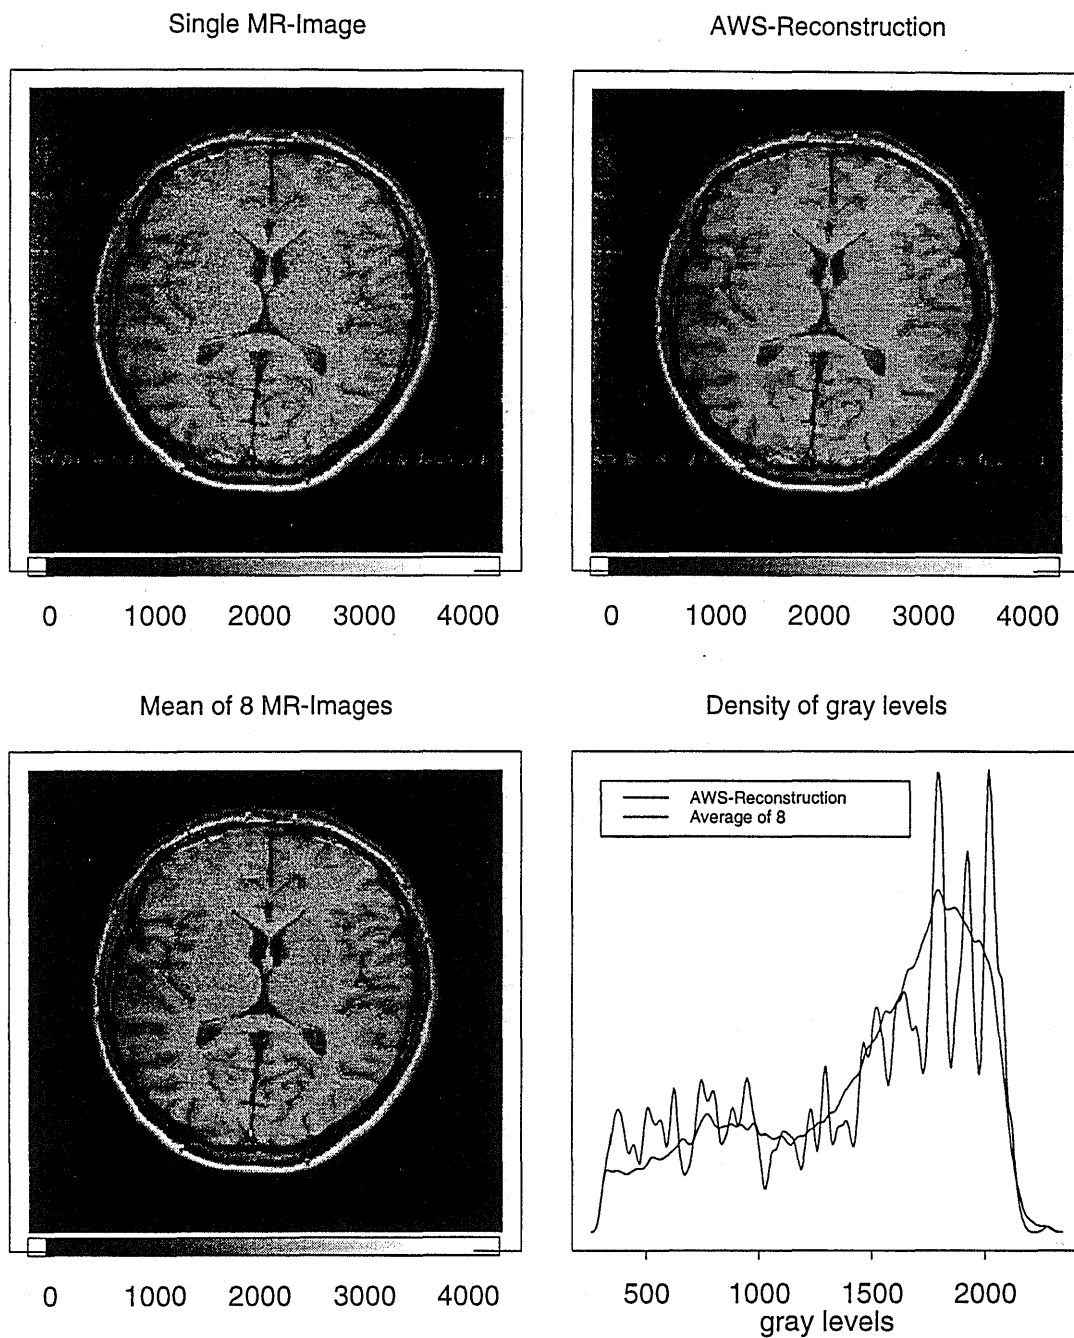 Single MR-Image
AWS-Reconstruction
0 1000 2000 3000 4000
0 1000 2000 3000 4000
Mean of 8 MR-Images
Density of gray levels
AWS-Reconstruction
Average of 8
0 1000 2000 3000 4000
500 1000 1500 2000
gray levels